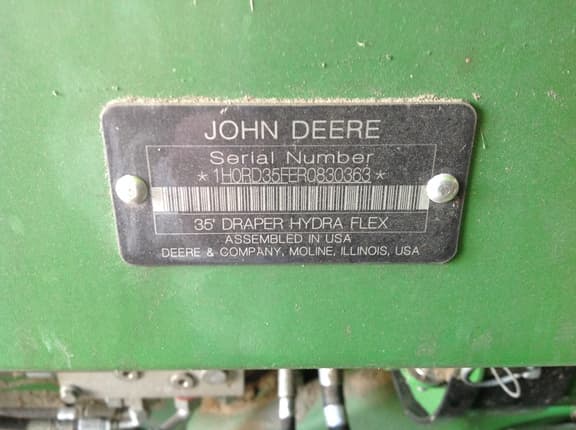 JOHN DEERE
Serial Number
*1H0RD35FER0830363*
35' DRAPER HYDRA FLEX
ASSEMBLED IN USA
DEERE & COMPANY, MOLINE, ILLINOIS, USA